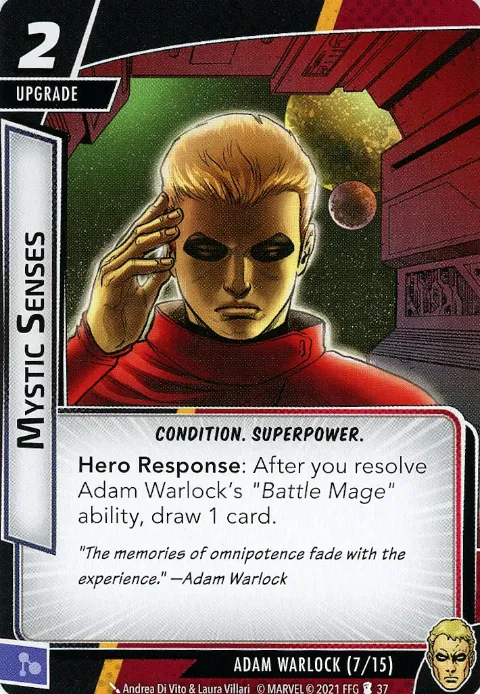 2
UPGRADE
MYSTIC SENSES
CONDITION. SUPERPOWER.
Hero Response: After you resolve
Adam Warlock's "Battle Mage"
ability, draw 1 card.
"The memories of omnipotence fade with the
experience." —Adam Warlock
ADAM WARLOCK (7/15)
Andrea Di Vito & Laura Villari © MARVEL © 2021 FFG 37